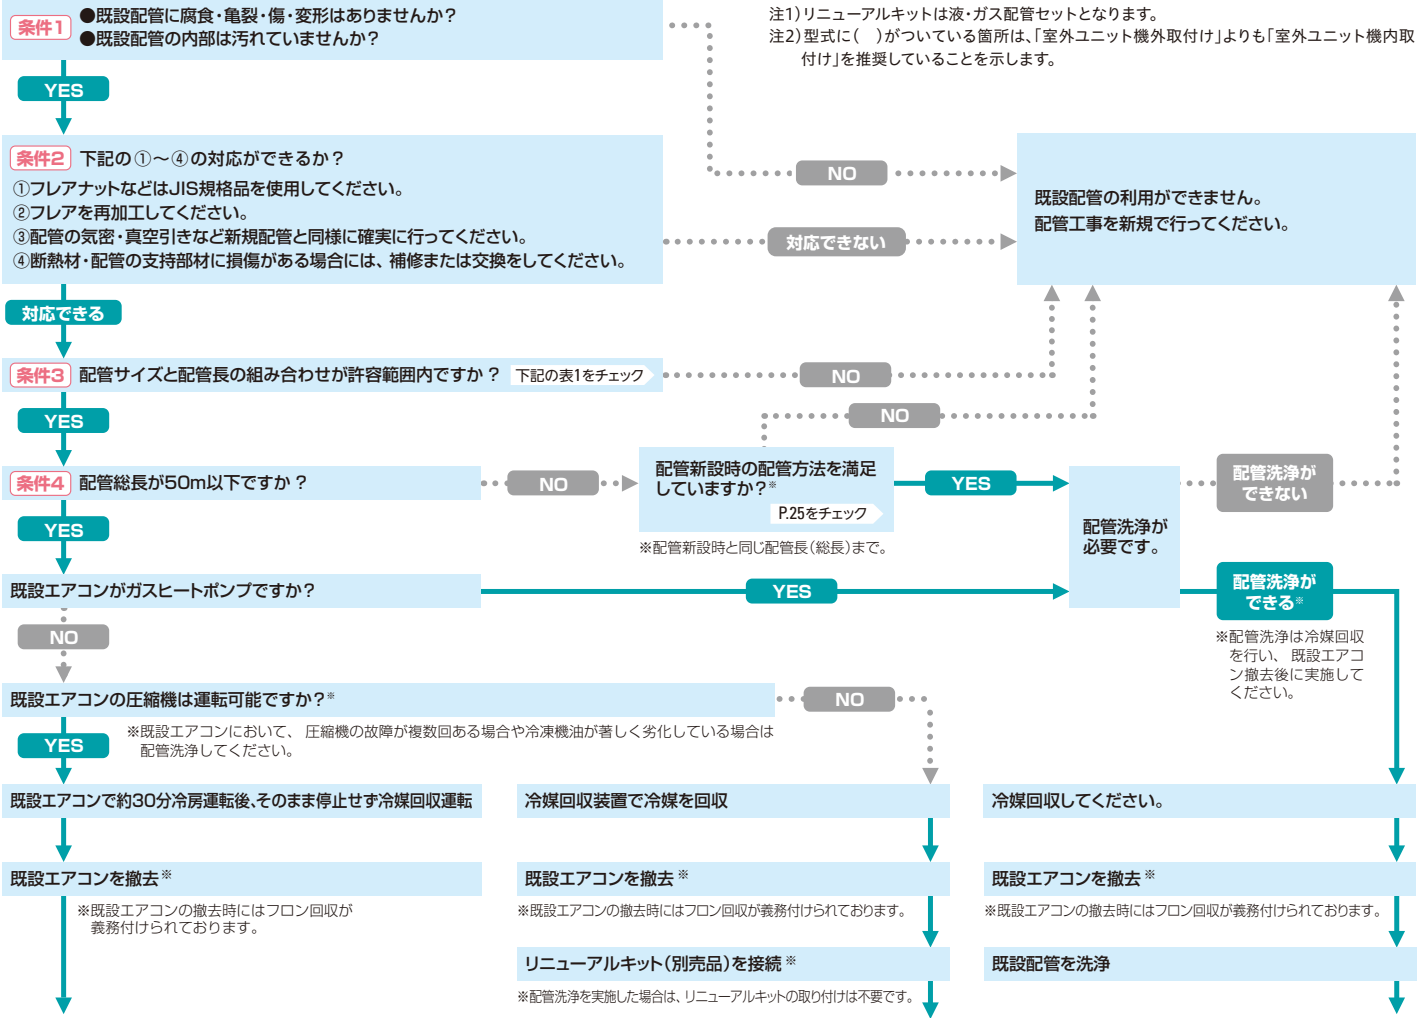 条件1
●既設配管に腐食・亀裂・傷・変形はありませんか？
●既設配管の内部は汚れていませんか？
注1）リニューアルキットは液・ガス配管セットとなります。
注2）型式に（　）がついている箇所は、「室外ユニット機外取付け」よりも「室外ユニット機内取
付け」を推奨していることを示します。
YES
条件2 下記の①～④の対応ができるか？
①フレアナットなどはJIS規格品を使用してください。
②フレアを再加工してください。
③配管の気密・真空引きなど新規配管と同様に確実に行ってください。
④断熱材・配管の支持部材に損傷がある場合には、補修または交換をしてください。
NO
対応できない
既設配管の利用ができません。
配管工事を新規で行ってください。
対応できる
条件3 配管サイズと配管長の組み合わせが許容範囲内ですか？ 下記の表1をチェック
NO
YES
NO
条件4 配管総長が50m以下ですか？
NO
配管新設時の配管方法を満足
していますか？※
P.25をチェック
※配管新設時と同じ配管長（総長）まで。
YES
配管洗浄が
必要です。
配管洗浄が
できない
YES
既設エアコンがガスヒートポンプですか？
YES
配管洗浄が
できる※
※配管洗浄は冷媒回収
を行い、既設エアコ
ン撤去後に実施して
ください。
NO
既設エアコンの圧縮機は運転可能ですか？※
NO
YES
※既設エアコンにおいて、圧縮機の故障が複数回ある場合や冷凍機油が著しく劣化している場合は
配管洗浄してください。
既設エアコンで約30分冷房運転後、そのまま停止せず冷媒回収運転
冷媒回収装置で冷媒を回収
冷媒回収してください。
既設エアコンを撤去※
既設エアコンを撤去※
既設エアコンを撤去※
※既設エアコンの撤去時にはフロン回収が
義務付けられております。
※既設エアコンの撤去時にはフロン回収が義務付けられております。
※既設エアコンの撤去時にはフロン回収が義務付けられております。
リニューアルキット（別売品）を接続※
既設配管を洗浄
※配管洗浄を実施した場合は、リニューアルキットの取り付けは不要です。